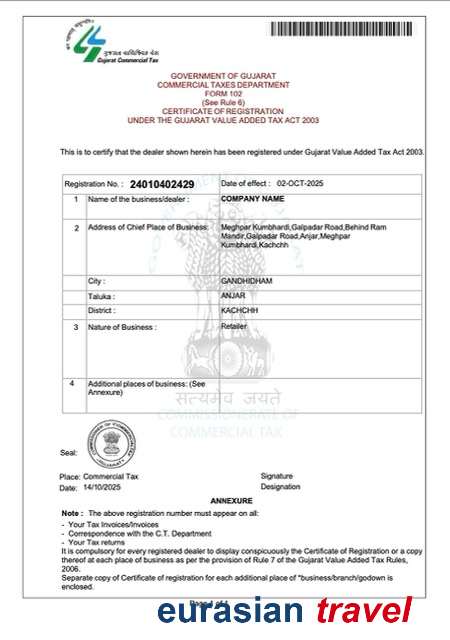 ગુજરાત વાણિજ્યિક વેરા
Gujarat Commercial Tax
GOVERNMENT OF GUJARAT
COMMERCIAL TAXES DEPARTMENT
FORM 102
(See Rule 6)
CERTIFICATE OF REGISTRATION
UNDER THE GUJARAT VALUE ADDED TAX ACT 2003
This is to certify that the dealer shown herein has been registered under Gujarat Value Added Tax Act 2003.
Registration No. : 24010402429 Date of effect : 02-OCT-2025
1 Name of the business/dealer : COMPANY NAME
2 Address of Chief Place of Business: Meghpar Kumbhardi,Galpadar Road,Behind Ram
Mandir,Galpadar Road,Anjar,Meghpar
Kumbhardi,Kachchh
City : GANDHIDHAM
Taluka : ANJAR
District : KACHCHH
3 Nature of Business : Retailer
4 Additional places of business: (See
Annexure)
सत्यमेव जयते
COMMISSIONERATE OF
COMMERCIAL TAX
Seal:
Place: Commercial Tax Signature
Date: 14/10/2025 Designation
ANNEXURE
Note : The above registration number must appear on all:
- Your Tax Invoices/Invoices
- Correspondence with the C.T. Department
- Your Tax returns
It is compulsory for every registered dealer to display conspicuously the Certificate of Registration or a copy
thereof at each place of business as per the provision of Rule 7 of the Gujarat Value Added Tax Rules,
2006.
Separate copy of Certificate of registration for each additional place of *business/branch/godown is
enclosed.
eurasian travel